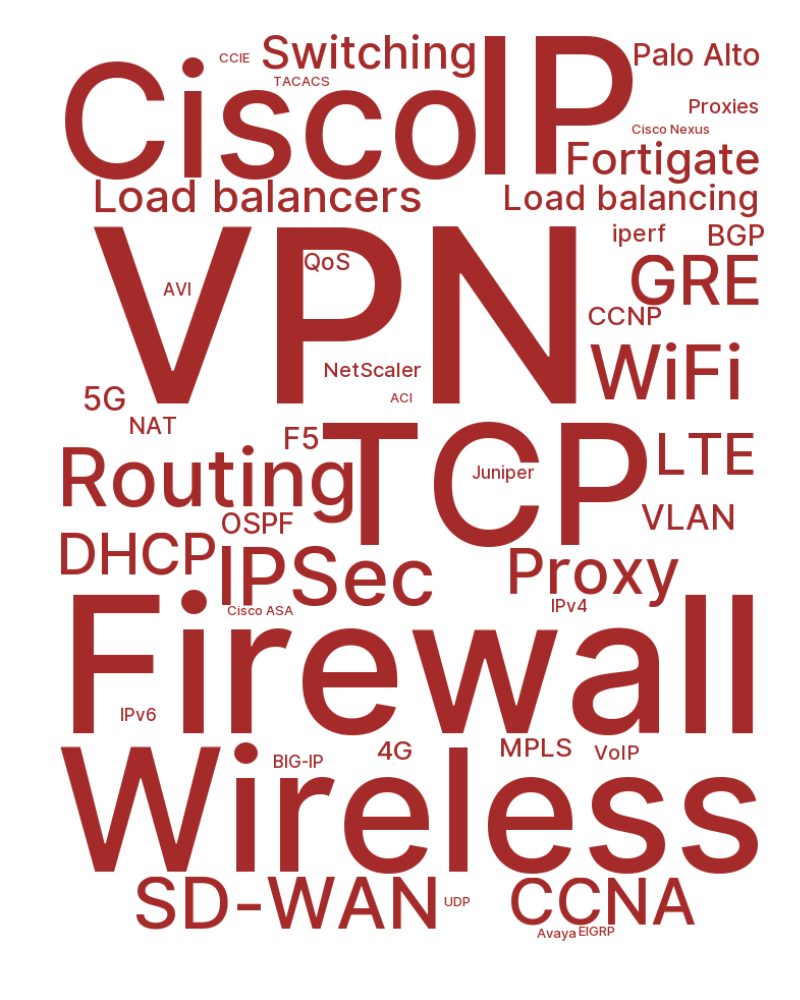 CCIE
Switching
IP
Palo Alto
Cisco
TACACS
Proxies
Cisco Nexus
Fortigate
Load balancers
Load balancing
VPN
iperf
BGP
QoS
GRE
AVI
CCNP
WiFi
NetScaler
5G
ACI
NAT
F5
TCP
LTE
Routing
Juniper
VLAN
OSPF
DHCP
IPSec
Proxy
Cisco ASA
IPv4
Firewall
IPv6
Wireless
BIG-IP
4G
MPLS
VoIP
SD-WAN
UDP
CCNA
Avaya
EIGRP